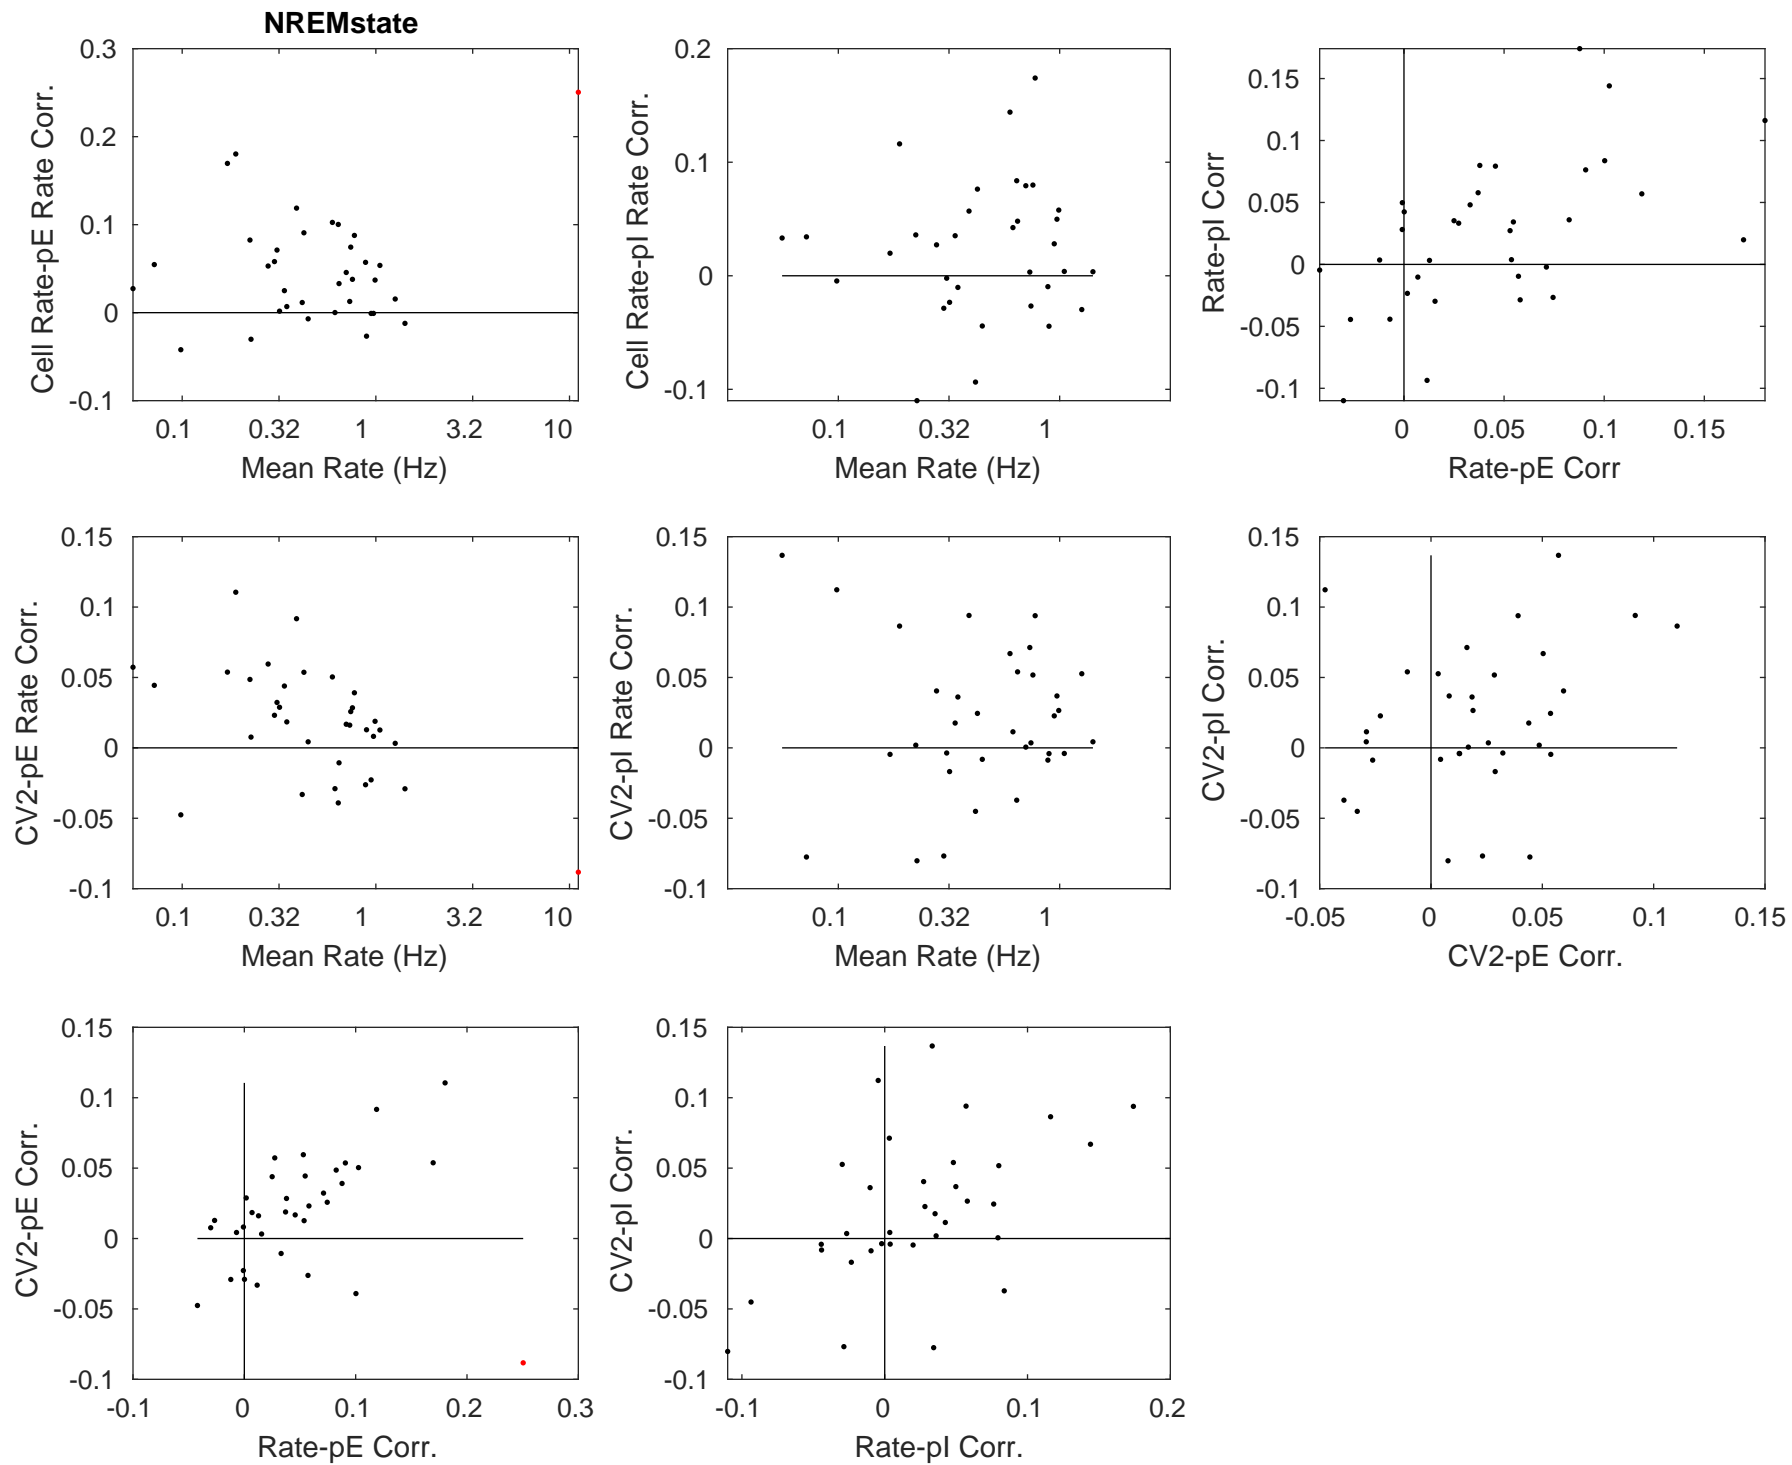 NREMstate
0.3
0.2
0.1
0
-0.1
Cell Rate-pE Rate Corr.
0.1 0.32 1 3.2 10
Mean Rate (Hz)
0.2
0.1
0
-0.1
Cell Rate-pI Rate Corr.
0.1 0.32 1
Mean Rate (Hz)
0.15
0.1
0.05
0
-0.05
-0.1
Rate-pI Corr
0 0.05 0.1 0.15
Rate-pE Corr
0.15
0.1
0.05
0
-0.05
-0.1
CV2-pE Rate Corr.
0.1 0.32 1 3.2 10
Mean Rate (Hz)
0.15
0.1
0.05
0
-0.05
-0.1
CV2-pI Rate Corr.
0.1 0.32 1
Mean Rate (Hz)
0.15
0.1
0.05
0
-0.05
-0.1
CV2-pI Corr.
-0.05 0 0.05 0.1 0.15
CV2-pE Corr.
0.15
0.1
0.05
0
-0.05
-0.1
CV2-pE Corr.
-0.1 0 0.1 0.2 0.3
Rate-pE Corr.
0.15
0.1
0.05
0
-0.05
-0.1
CV2-pI Corr.
-0.1 0 0.1 0.2
Rate-pI Corr.